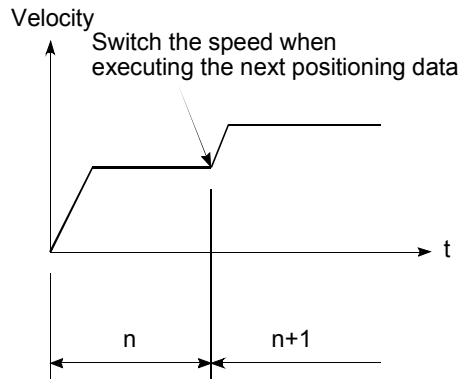 Velocity
Switch the speed when
executing the next positioning data
t
n
n+1